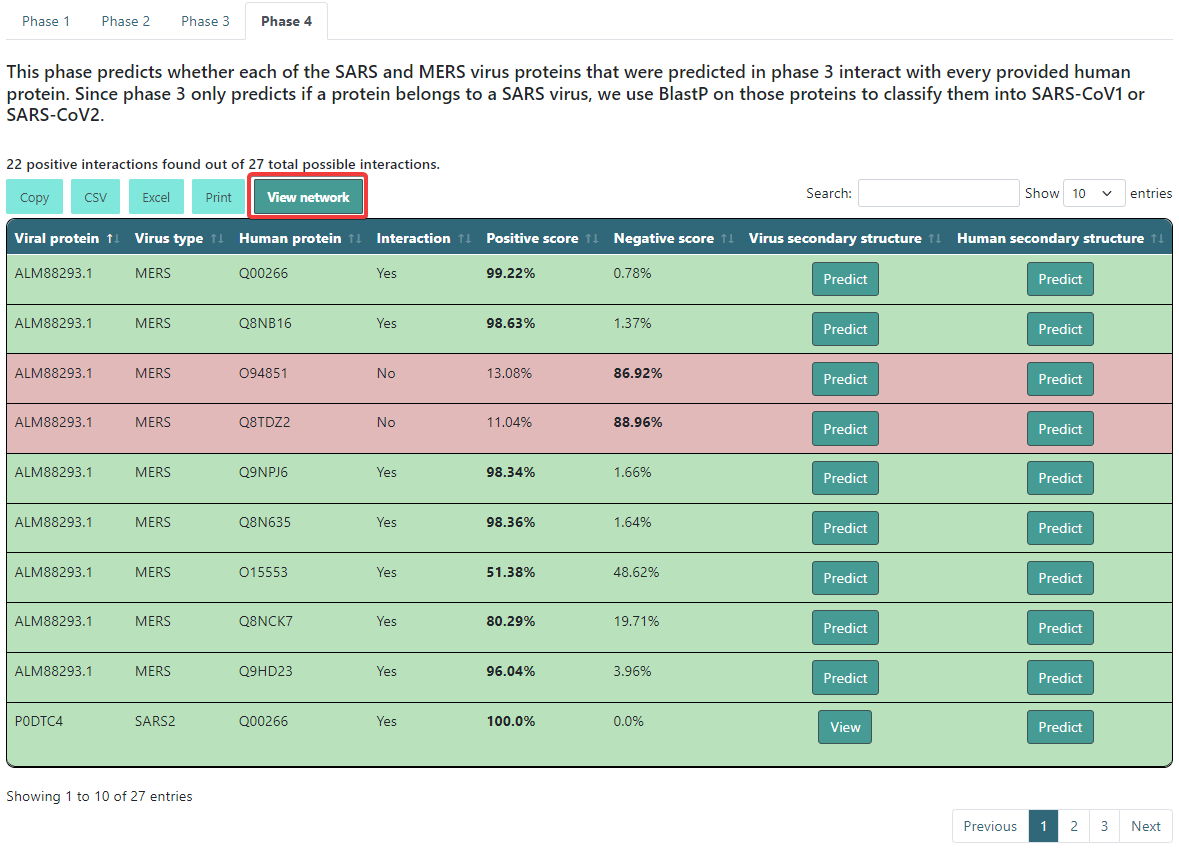 Phase 1 Phase 2 Phase 3 Phase 4
This phase predicts whether each of the SARS and MERS virus proteins that were predicted in phase 3 interact with every provided human
protein. Since phase 3 only predicts if a protein belongs to a SARS virus, we use BlastP on those proteins to classify them into SARS-CoV1 or
SARS-CoV2.
22 positive interactions found out of 27 total possible interactions.
Copy CSV Excel Print View network Search: Show 10 entries
Viral protein ↑↓ Virus type ↑↓ Human protein ↑↓ Interaction ↑↓ Positive score ↑↓ Negative score ↑↓ Virus secondary structure ↑↓ Human secondary structure ↑↓
ALM88293.1 MERS Q00266 Yes 99.22% 0.78% Predict Predict
ALM88293.1 MERS Q8NB16 Yes 98.63% 1.37% Predict Predict
ALM88293.1 MERS O94851 No 13.08% 86.92% Predict Predict
ALM88293.1 MERS Q8TDZ2 No 11.04% 88.96% Predict Predict
ALM88293.1 MERS Q9NPJ6 Yes 98.34% 1.66% Predict Predict
ALM88293.1 MERS Q8N635 Yes 98.36% 1.64% Predict Predict
ALM88293.1 MERS O15553 Yes 51.38% 48.62% Predict Predict
ALM88293.1 MERS Q8NCK7 Yes 80.29% 19.71% Predict Predict
ALM88293.1 MERS Q9HD23 Yes 96.04% 3.96% Predict Predict
P0DTC4 SARS2 Q00266 Yes 100.0% 0.0% View Predict
Showing 1 to 10 of 27 entries
Previous 1 2 3 Next